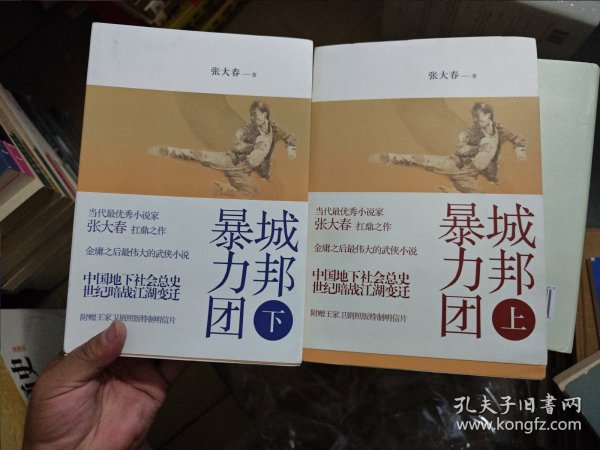 张大春 著
当代最优秀小说家
张大春 扛鼎之作
金庸之后最伟大的武侠小说
中国地下社会总史
世纪暗战江湖变迁
附赠王家卫剧照版特制明信片
城邦
暴力团
下
张大春 著
当代最优秀小说家
张大春 扛鼎之作
金庸之后最伟大的武侠小说
中国地下社会总史
世纪暗战江湖变迁
附赠王家卫剧照版特制明信片
城邦
暴力团
上
史
孔夫子旧书网
www.kongfz.com